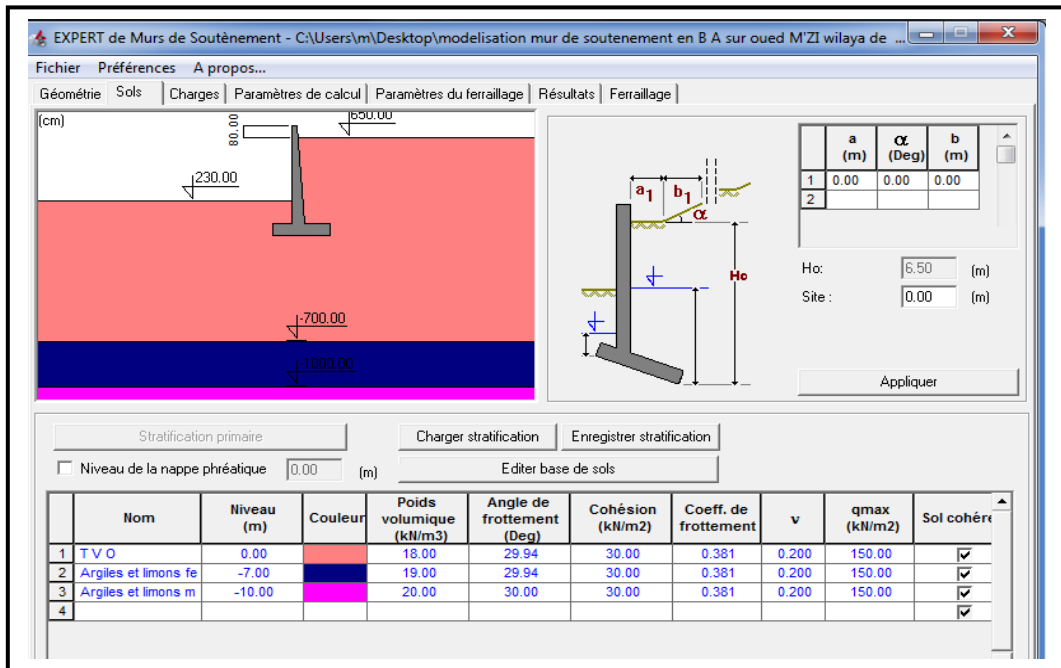 EXPERT de Murs de Soutènement - C:\Users\m\Desktop\modelisation mur de soutenement en B A sur oued M'ZI wilaya de ...
Fichier Préférences A propos...
Géométrie Sols Charges Paramètres de calcul Paramètres du ferraillage Résultats Ferraillage
(cm)
80.00
650.00
230.00
-700.00
-1000.00
a1 b1
α
Ho
a (m) α (Deg) b (m)
1 0.00 0.00 0.00
2
Ho: 6.50 (m)
Site : 0.00 (m)
Appliquer
Stratification primaire Charger stratification Enregistrer stratification
Niveau de la nappe phréatique 0.00 (m) Editer base de sols
Nom Niveau (m) Couleur Poids volumique (kN/m3) Angle de frottement (Deg) Cohésion (kN/m2) Coeff. de frottement ν qmax (kN/m2) Sol cohére
1 T V O 0.00 18.00 29.94 30.00 0.381 0.200 150.00
2 Argiles et limons fe -7.00 19.00 29.94 30.00 0.381 0.200 150.00
3 Argiles et limons m -10.00 20.00 30.00 30.00 0.381 0.200 150.00
4